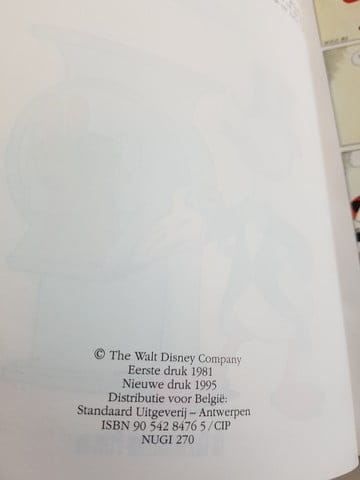 © The Walt Disney Company
Eerste druk 1981
Nieuwe druk 1995
Distributie voor België:
Standaard Uitgeverij – Antwerpen
ISBN 90 542 8476 5 / CIP
NUGI 270